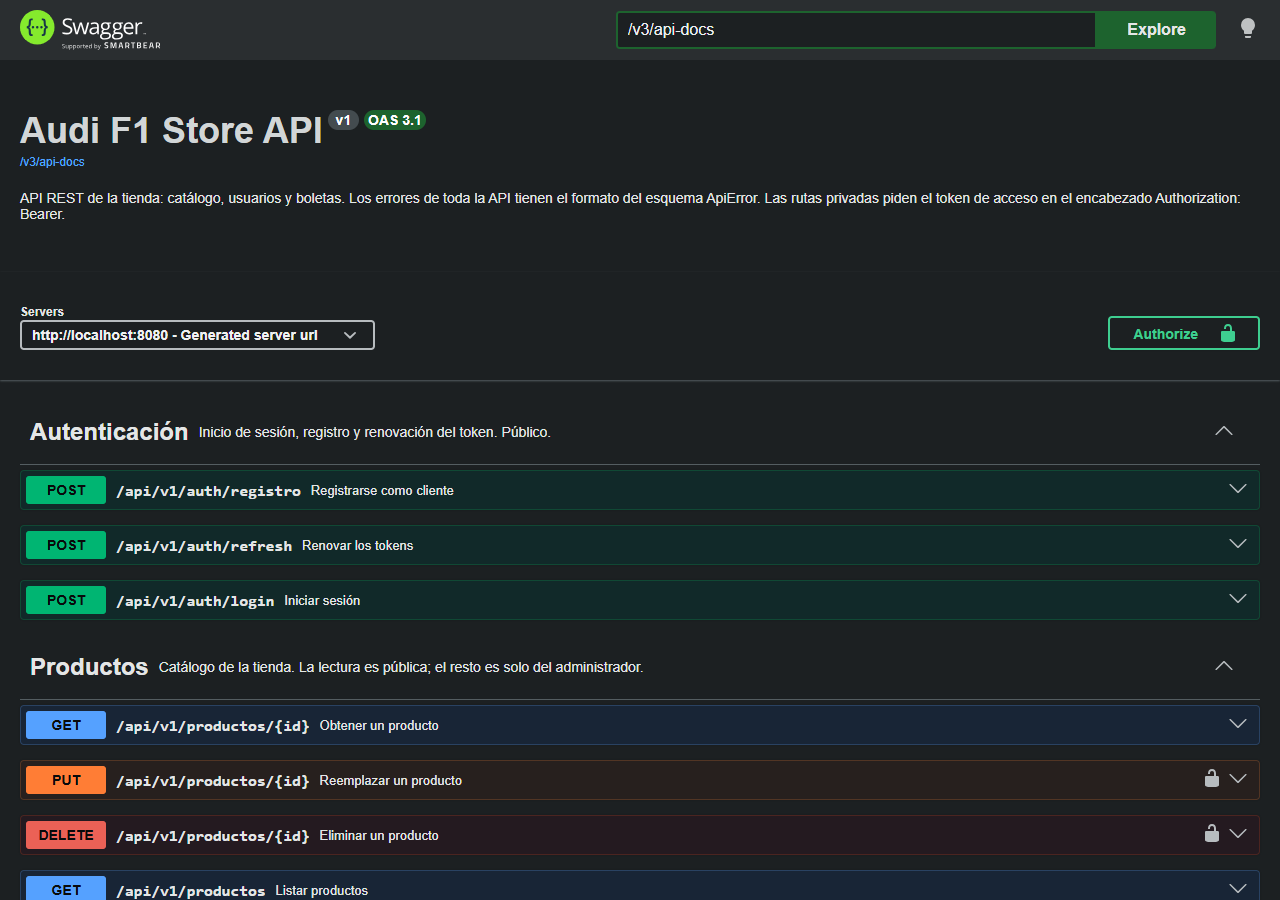 {···} Swagger.
Supported by SMARTBEAR
/v3/api-docs
Explore
Audi F1 Store API v1 OAS 3.1
/v3/api-docs
API REST de la tienda: catálogo, usuarios y boletas. Los errores de toda la API tienen el formato del esquema ApiError. Las rutas privadas piden el token de acceso en el encabezado Authorization:
Bearer.
Servers
http://localhost:8080 - Generated server url
Authorize
Autenticación Inicio de sesión, registro y renovación del token. Público.
POST /api/v1/auth/registro Registrarse como cliente
POST /api/v1/auth/refresh Renovar los tokens
POST /api/v1/auth/login Iniciar sesión
Productos Catálogo de la tienda. La lectura es pública; el resto es solo del administrador.
GET /api/v1/productos/{id} Obtener un producto
PUT /api/v1/productos/{id} Reemplazar un producto
DELETE /api/v1/productos/{id} Eliminar un producto
GET /api/v1/productos Listar productos